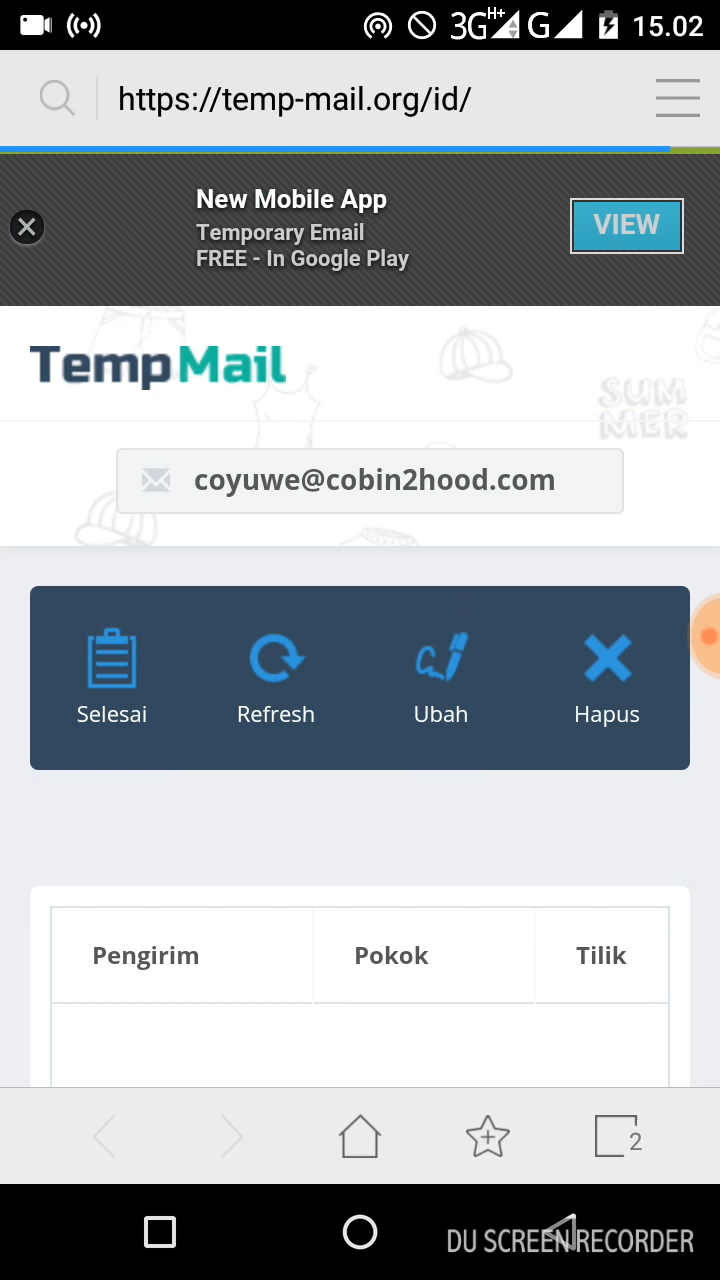 3G H+ G 15.02
https://temp-mail.org/id/
New Mobile App
Temporary Email
FREE - In Google Play
VIEW
TempMail
SUM
MER
coyuwe@cobin2hood.com
Selesai Refresh Ubah Hapus
Pengirim Pokok Tilik
2
DU SCREEN RECORDER